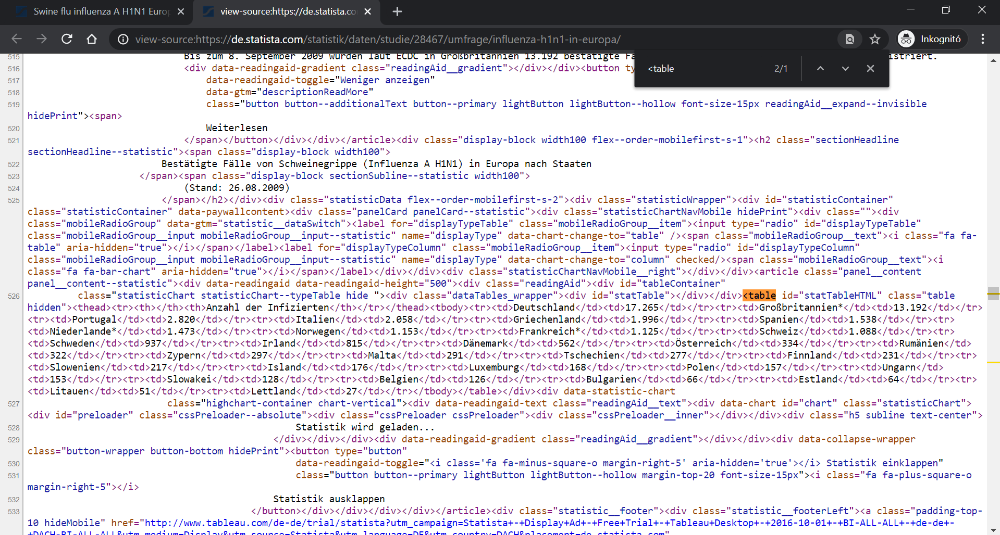 Swine flu influenza A H1N1 Euro
view-source:https://de.statista.co
view-source:https://de.statista.com/statistik/daten/studie/28467/umfrage/influenza-h1n1-in-europa/
Inkognitó
<table 2/1
515 Bis zum 8. September 2009 wurden laut ECDC in Großbritannien 13.192 bestätigte Fä istriert.
516 <div data-readingaid-gradient class="readingAid__gradient"></div></div><button ty
517 data-readingaid-toggle="Weniger anzeigen"
518 data-gtm="descriptionReadMore"
519 class="button button--additionalText button--primary lightButton lightButton--hollow font-size-15px readingAid__expand--invisible
hidePrint"><span>
520 Weiterlesen
521 </span></button></div></div></article><div class="display-block width100 flex--order-mobilefirst-s-1"><h2 class="sectionHeadline
sectionHeadline--statistic"><span class="display-block width100">
522 Bestätigte Fälle von Schweinegrippe (Influenza A H1N1) in Europa nach Staaten
523 </span><span class="display-block sectionSubline--statistic width100">
524 (Stand: 26.08.2009)
525 </span></h2></div><div class="statisticData flex--order-mobilefirst-s-2"><div class="statisticWrapper"><div id="statisticContainer"
class="statisticContainer" data-paywallcontent><div class="panelCard panelCard--statistic"><div class="statisticChartNavMobile hidePrint"><div class=""><div
class="mobileRadioGroup" data-gtm="statistic__dataSwitch"><label for="displayTypeTable" class="mobileRadioGroup__item"><input type="radio" id="displayTypeTable"
class="mobileRadioGroup__input mobileRadioGroup__input--statistic" name="displayType" data-chart-change-to="table" /><span class="mobileRadioGroup__text"><i class="fa fa-
table" aria-hidden="true"></i></span></label><label for="displayTypeColumn" class="mobileRadioGroup__item"><input type="radio" id="displayTypeColumn"
class="mobileRadioGroup__input mobileRadioGroup__input--statistic" name="displayType" data-chart-change-to="column" checked/><span class="mobileRadioGroup__text"><i
class="fa fa-bar-chart" aria-hidden="true"></i></span></label></div></div><div class="statisticChartNavMobile__right"></div></div><article class="panel__content
panel__content--statistic"><div data-readingaid data-readingaid-height="500"><div class="readingAid"><div id="tableContainer"
526 class="statisticChart statisticChart--typeTable hide "><div class="dataTables_wrapper"><div id="statTable"></div></div><table id="statTableHTML" class="table
hidden"><thead><tr><th></th><th>Anzahl der Infizierten</th></tr></thead><tbody><tr><td>Deutschland</td><td>17.265</td></tr><tr><td>Großbritannien*</td><td>13.192</td></tr>
<tr><td>Portugal</td><td>2.820</td></tr><tr><td>Italien</td><td>2.058</td></tr><tr><td>Griechenland</td><td>1.996</td></tr><tr><td>Spanien</td><td>1.538</td></tr><tr>
<td>Niederlande*</td><td>1.473</td></tr><tr><td>Norwegen</td><td>1.153</td></tr><tr><td>Frankreich*</td><td>1.125</td></tr><tr><td>Schweiz</td><td>1.088</td></tr><tr>
<td>Schweden</td><td>937</td></tr><tr><td>Irland</td><td>815</td></tr><tr><td>Dänemark</td><td>562</td></tr><tr><td>Österreich</td><td>334</td></tr><tr><td>Rumänien</td>
<td>322</td></tr><tr><td>Zypern</td><td>297</td></tr><tr><td>Malta</td><td>291</td></tr><tr><td>Tschechien</td><td>277</td></tr><tr><td>Finnland</td><td>231</td></tr><tr>
<td>Slowenien</td><td>217</td></tr><tr><td>Island</td><td>176</td></tr><tr><td>Luxemburg</td><td>168</td></tr><tr><td>Polen</td><td>157</td></tr><tr><td>Ungarn</td>
<td>153</td></tr><tr><td>Slowakei</td><td>128</td></tr><tr><td>Belgien</td><td>126</td></tr><tr><td>Bulgarien</td><td>66</td></tr><tr><td>Estland</td><td>64</td></tr><tr>
<td>Litauen</td><td>51</td></tr><tr><td>Lettland</td><td>27</td></tr></tbody></table></div><div data-statistic-chart
527 class="highchart-container chart-vertical"><div data-readingaid-text class="readingAid__text"><div data-chart id="chart" class="statisticChart">
<div id="preloader" class="cssPreloader--absolute"><div class="cssPreloader cssPreloader"><div class="cssPreloader__inner"></div></div><div class="h5 subline text-center">
528 Statistik wird geladen...
529 </div></div></div><div data-readingaid-gradient class="readingAid__gradient"></div></div><div data-collapse-wrapper
class="button-wrapper button-bottom hidePrint"><button type="button"
530 data-readingaid-toggle="<i class='fa fa-minus-square-o margin-right-5' aria-hidden='true'></i> Statistik einklappen"
531 class="button button--primary lightButton lightButton--hollow margin-top-20 font-size-15px"><i class="fa fa-plus-square-o
margin-right-5"></i>
532 Statistik ausklappen
533 </button></div></div></div></div></article><div class="statistic__footer"><div class="statistic__footerLeft"><a class="padding-top-
10 hideMobile" href="http://www.tableau.com/de-de/trial/statista?utm_campaign=Statista+-+Display+Ad+-+Free+Trial+-+Tableau+Desktop+-+2016-10-01+-+BI-ALL-ALL+-+de-de+-
+DACH+BI-ALL-ALL&utm_medium=Display&utm_source=Statista&utm_language=DE&utm_country=DACH&placement=de.statista.com"